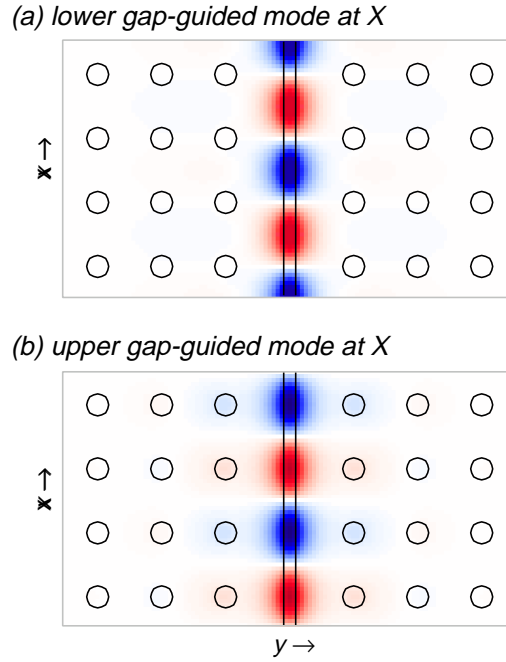 (a) lower gap-guided mode at X
x →
(b) upper gap-guided mode at X
x →
y →